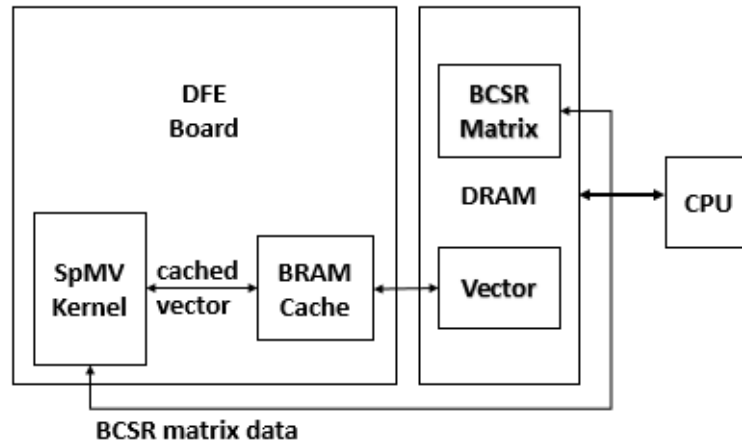 DFE
Board
BCSR
Matrix
DRAM
CPU
SpMV
Kernel
cached
vector
BRAM
Cache
Vector
BCSR matrix data